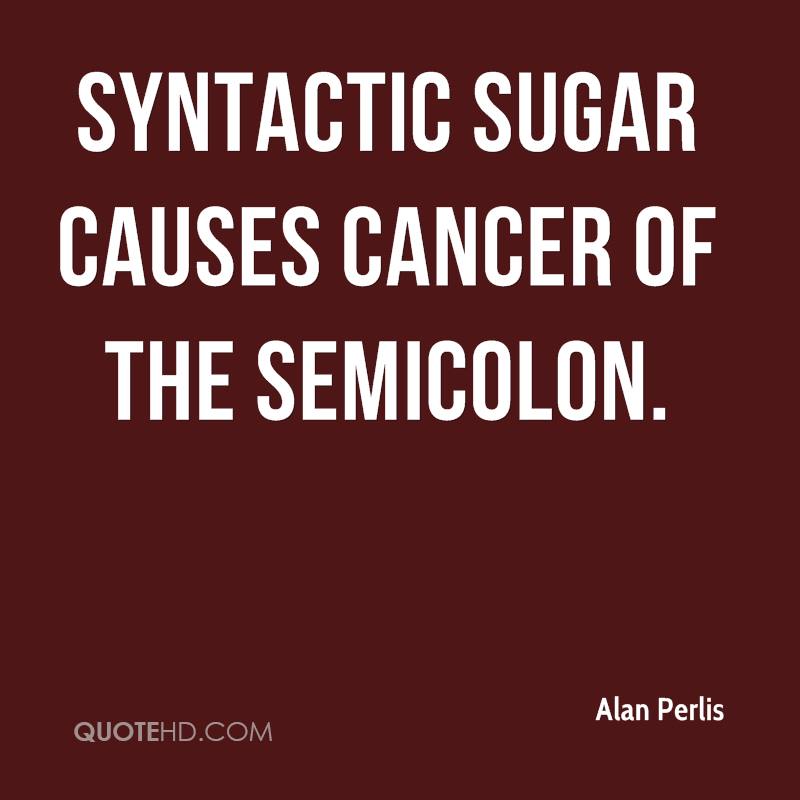 SYNTACTIC SUGAR
CAUSES CANCER OF
THE SEMICOLON.
Alan Perlis
QUOTEHD.COM